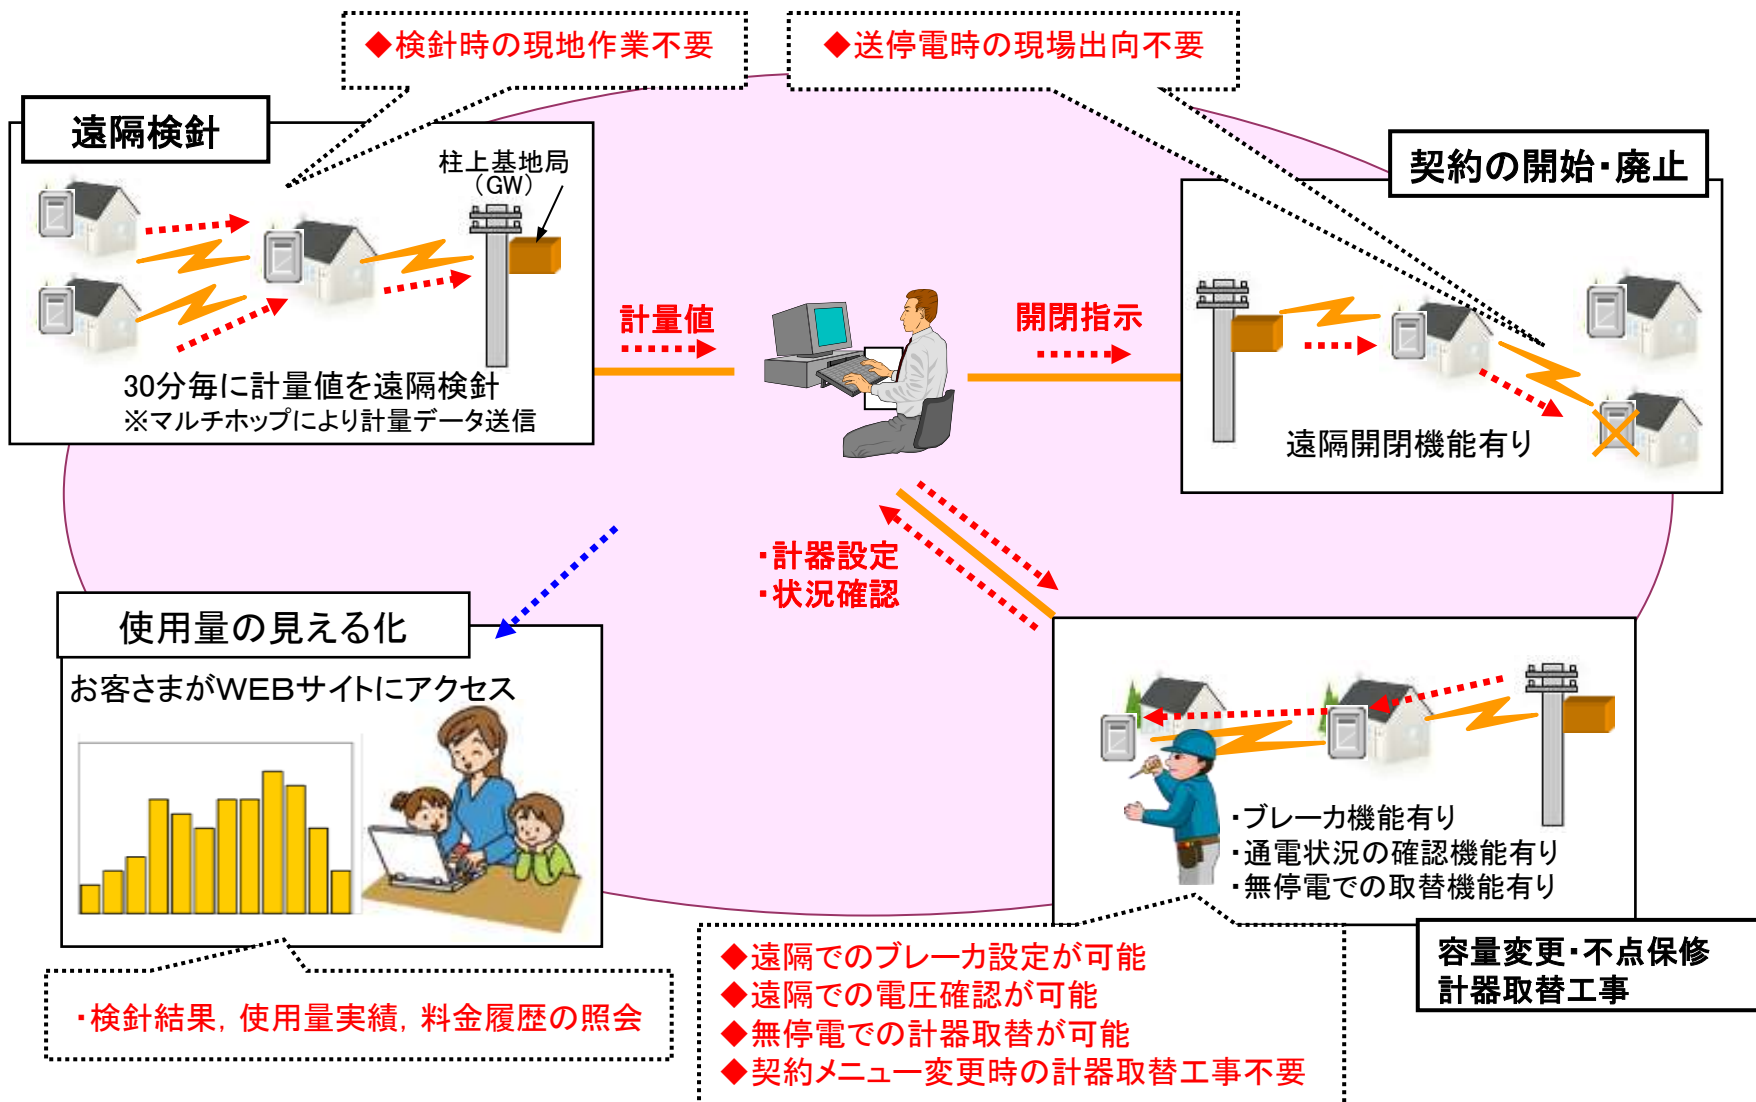 ◆検針時の現地作業不要
◆送停電時の現場出向不要
遠隔検針
柱上基地局
（GW）
30分毎に計量値を遠隔検針
※マルチホップにより計量データ送信
計量値
開閉指示
契約の開始・廃止
遠隔開閉機能有り
・計器設定
・状況確認
使用量の見える化
お客さまがWEBサイトにアクセス
・検針結果，使用量実績，料金履歴の照会
・ブレーカ機能有り
・通電状況の確認機能有り
・無停電での取替機能有り
容量変更・不点保修
計器取替工事
◆遠隔でのブレーカ設定が可能
◆遠隔での電圧確認が可能
◆無停電での計器取替が可能
◆契約メニュー変更時の計器取替工事不要